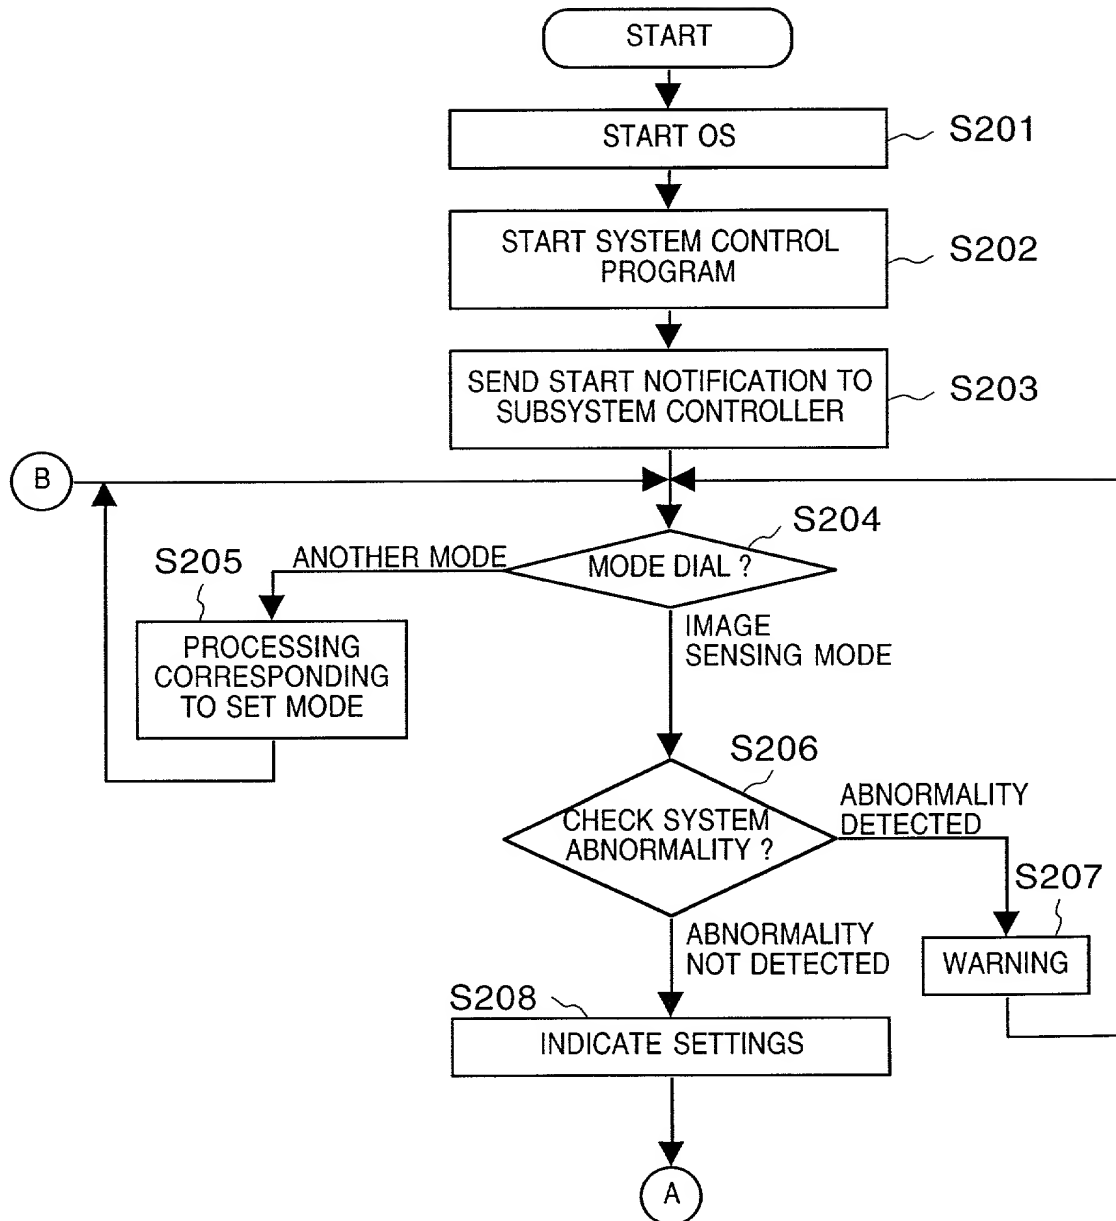 START
START OS
S201
START SYSTEM CONTROL
PROGRAM
S202
SEND START NOTIFICATION TO
SUBSYSTEM CONTROLLER
S203
B
S204
MODE DIAL ?
ANOTHER MODE
S205
PROCESSING
CORRESPONDING
TO SET MODE
IMAGE
SENSING MODE
S206
CHECK SYSTEM
ABNORMALITY ?
ABNORMALITY
DETECTED
S207
WARNING
ABNORMALITY
NOT DETECTED
S208
INDICATE SETTINGS
A